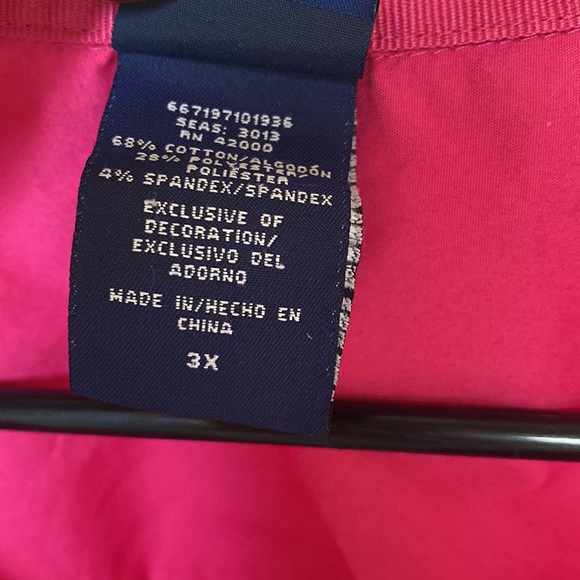 667197101936
SEAS: 3013
RN 42000
68% COTTON/ALGODÓN
28% POLYESTER/
POLIÉSTER
4% SPANDEX/SPANDEX
EXCLUSIVE OF
DECORATION/
EXCLUSIVO DEL
ADORNO
MADE IN/HECHO EN
CHINA
3X